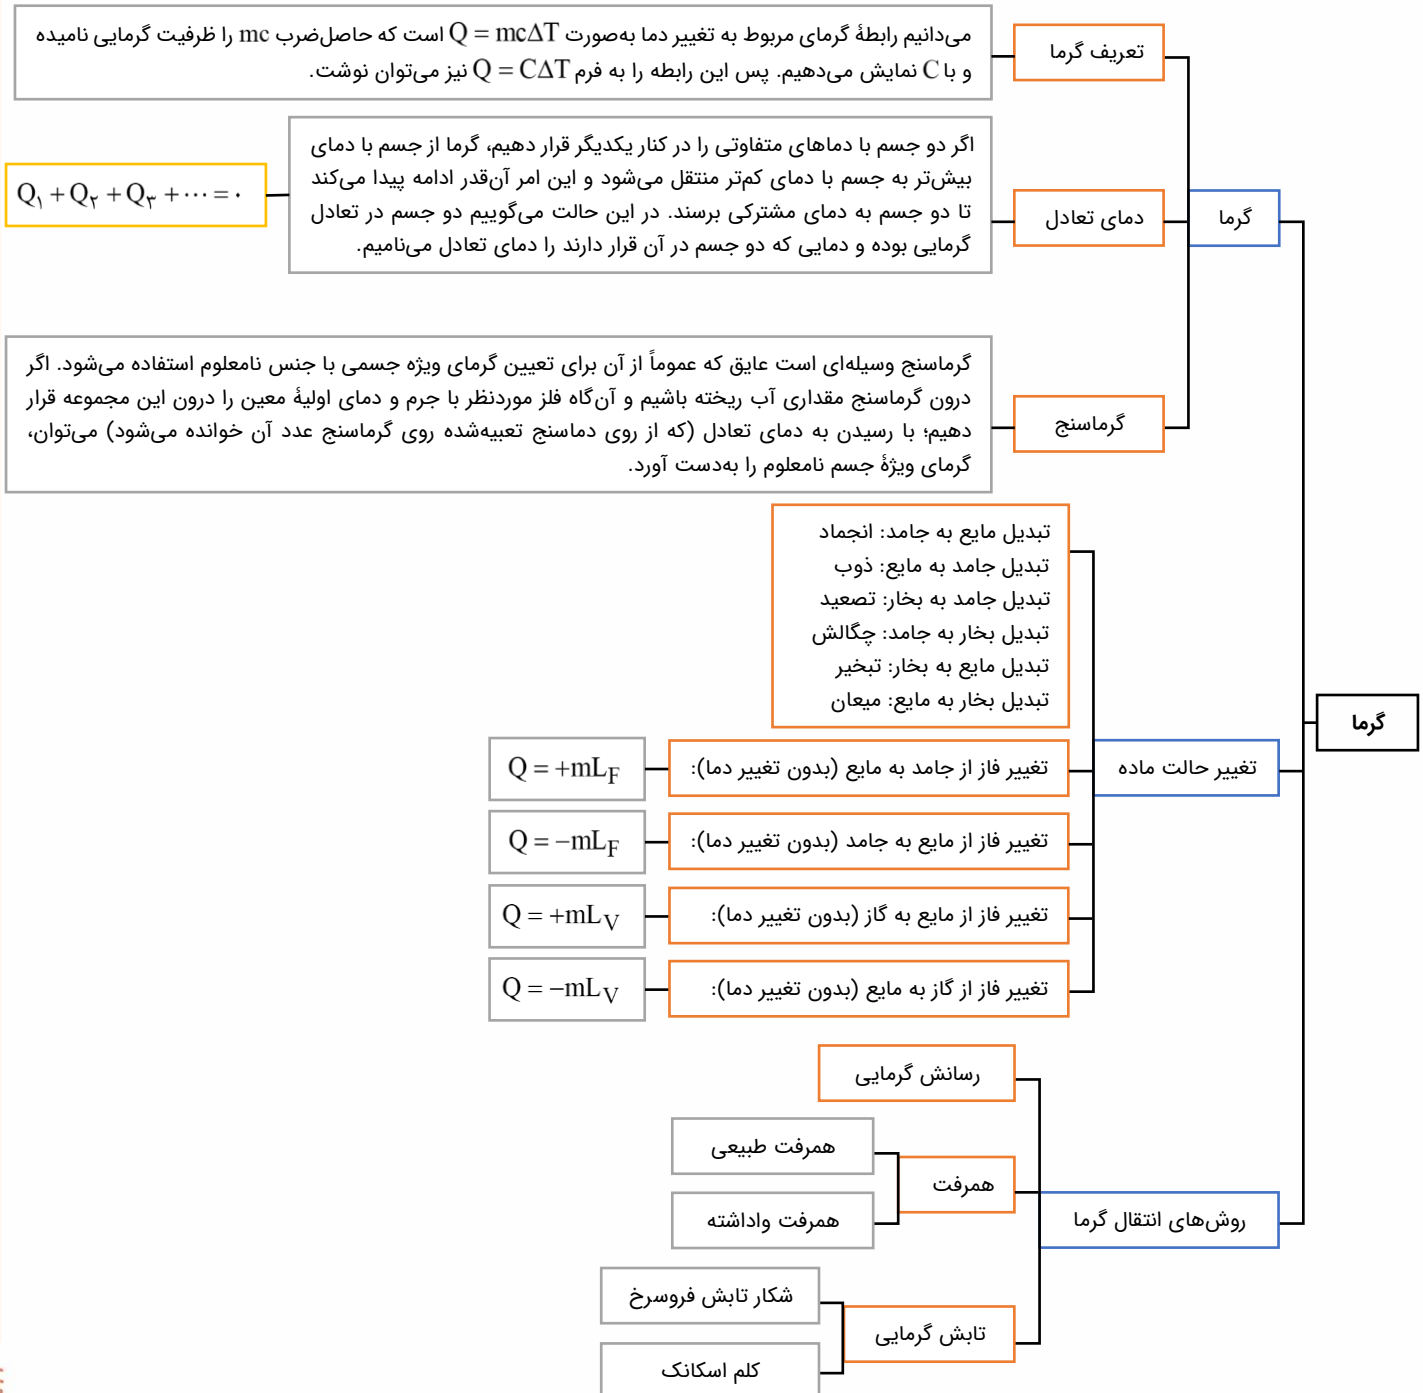 گرما
گرما
تعریف گرما
می‌دانیم رابطهٔ گرمای مربوط به تغییر دما به‌صورت Q = mcΔT است که حاصل‌ضرب mc را ظرفیت گرمایی نامیده
و با C نمایش می‌دهیم. پس این رابطه را به فرم Q = CΔT نیز می‌توان نوشت.
دمای تعادل
اگر دو جسم با دماهای متفاوتی را در کنار یکدیگر قرار دهیم، گرما از جسم با دمای
بیش‌تر به جسم با دمای کم‌تر منتقل می‌شود و این امر آن‌قدر ادامه پیدا می‌کند
تا دو جسم به دمای مشترکی برسند. در این حالت می‌گوییم دو جسم در تعادل
گرمایی بوده و دمایی که دو جسم در آن قرار دارند را دمای تعادل می‌نامیم.
Q₁ + Q₂ + Q₃ + ⋯ = ۰
گرماسنج
گرماسنج وسیله‌ای است عایق که عموماً از آن برای تعیین گرمای ویژه جسمی با جنس نامعلوم استفاده می‌شود. اگر
درون گرماسنج مقداری آب ریخته باشیم و آن‌گاه فلز موردنظر با جرم و دمای اولیهٔ معین را درون این مجموعه قرار
دهیم؛ با رسیدن به دمای تعادل (که از روی دماسنج تعبیه‌شده روی گرماسنج عدد آن خوانده می‌شود) می‌توان،
گرمای ویژهٔ جسم نامعلوم را به‌دست آورد.
تغییر حالت ماده
تبدیل مایع به جامد: انجماد
تبدیل جامد به مایع: ذوب
تبدیل جامد به بخار: تصعید
تبدیل بخار به جامد: چگالش
تبدیل مایع به بخار: تبخیر
تبدیل بخار به مایع: میعان
تغییر فاز از جامد به مایع (بدون تغییر دما):
Q = +mL_F
تغییر فاز از مایع به جامد (بدون تغییر دما):
Q = −mL_F
تغییر فاز از مایع به گاز (بدون تغییر دما):
Q = +mL_V
تغییر فاز از گاز به مایع (بدون تغییر دما):
Q = −mL_V
روش‌های انتقال گرما
رسانش گرمایی
همرفت
همرفت طبیعی
همرفت واداشته
تابش گرمایی
شکار تابش فروسرخ
کلم اسکانک